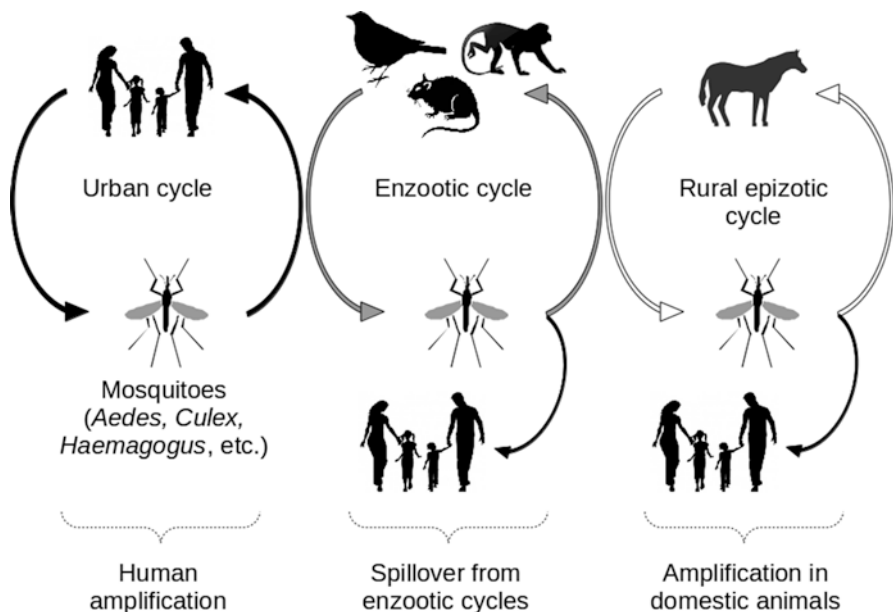 Urban cycle
Enzootic cycle
Rural epizotic
cycle
Mosquitoes
(Aedes, Culex,
Haemagogus, etc.)
Human
amplification
Spillover from
enzootic cycles
Amplification in
domestic animals